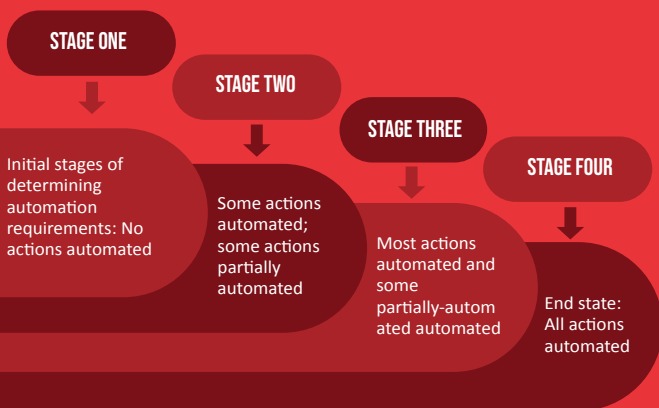 STAGE ONE
Initial stages of
determining
automation
requirements: No
actions automated
STAGE TWO
Some actions
automated;
some actions
partially
automated
STAGE THREE
Most actions
automated and
some
partially-autom
ated automated
STAGE FOUR
End state:
All actions
automated